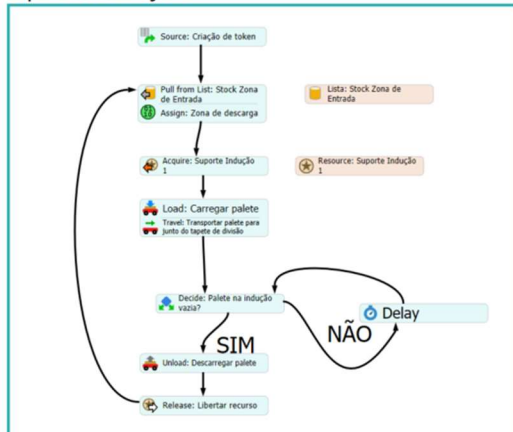 Source: Criação de token
Pull from List: Stock Zona
de Entrada
Assign: Zona de descarga
Lista: Stock Zona de
Entrada
Acquire: Suporte Indução
1
Resource: Suporte Indução
1
Load: Carregar palete
Travel: Transportar palete para
junto do tapete de divisão
Decide: Palete na indução
vazia?
Delay
SIM
NÃO
Unload: Descarregar palete
Release: Libertar recurso